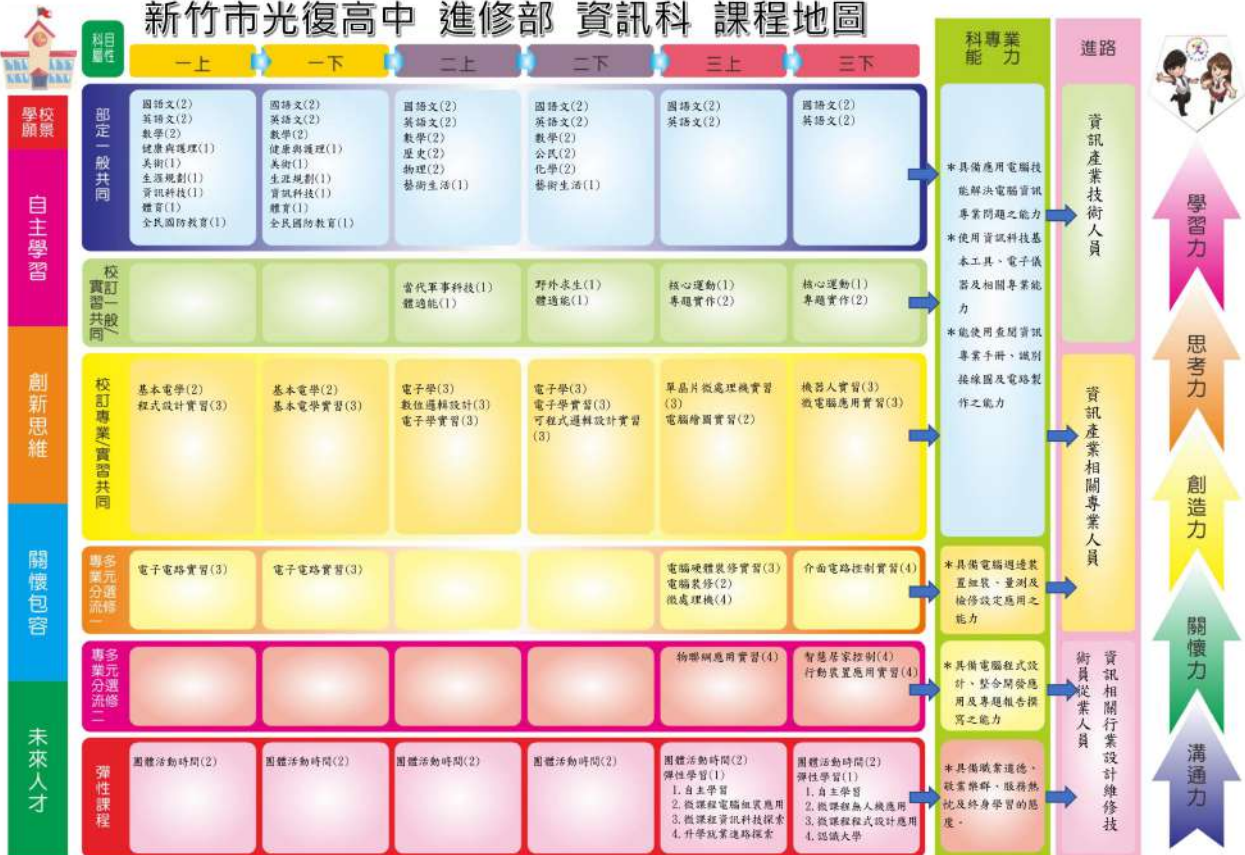 新竹市光復高中 進修部 資訊科 課程地圖
科目屬性
一上
一下
二上
二下
三上
三下
科專業能力
進路
學校願景
自主學習
創新思維
關懷包容
未來人才
部定一般共同
國語文(2)
英語文(2)
數學(2)
健康與護理(1)
美術(1)
生涯規劃(1)
資訊科技(1)
體育(1)
全民國防教育(1)
國語文(2)
英語文(2)
數學(2)
健康與護理(1)
美術(1)
生涯規劃(1)
資訊科技(1)
體育(1)
全民國防教育(1)
國語文(2)
英語文(2)
數學(2)
歷史(2)
物理(2)
藝術生活(1)
國語文(2)
英語文(2)
數學(2)
公民(2)
化學(2)
藝術生活(1)
國語文(2)
英語文(2)
國語文(2)
英語文(2)
校訂一般/實習共同
當代軍事科技(1)
體適能(1)
野外求生(1)
體適能(1)
核心運動(1)
專題實作(2)
核心運動(1)
專題實作(2)
校訂專業/實習共同
基本電學(2)
程式設計實習(3)
基本電學(2)
基本電學實習(3)
電子學(3)
數位邏輯設計(3)
電子學實習(3)
電子學(3)
電子學實習(3)
可程式邏輯設計實習
(3)
單晶片微處理機實習
(3)
電腦繪圖實習(2)
機器人實習(3)
微電腦應用實習(3)
多元選修專業分流一
電子電路實習(3)
電子電路實習(3)
電腦硬體裝修實習(3)
電腦裝修(2)
微處理機(4)
介面電路控制實習(4)
多元選修專業分流二
物聯網應用實習(4)
智慧居家控制(4)
行動裝置應用實習(4)
彈性課程
團體活動時間(2)
團體活動時間(2)
團體活動時間(2)
團體活動時間(2)
團體活動時間(2)
彈性學習(1)
1.自主學習
2.微課程電腦組裝應用
3.微課程資訊科技探索
4.升學就業進路探索
團體活動時間(2)
彈性學習(1)
1.自主學習
2.微課程無人機應用
3.微課程程式設計應用
4.認識大學
*具備應用電腦技
能解決電腦資訊
專業問題之能力
*使用資訊科技基
本工具、電子儀
器及相關專業能
力
*能使用查閱資訊
專業手冊、識別
接線圖及電路製
作之能力
*具備電腦週邊裝
置組裝、量測及
檢修設定應用之
能力
*具備電腦程式設
計、整合開發應
用及專題報告撰
寫之能力
*具備職業道德、
敬業樂群、服務熱
忱及終身學習的態
度。
資訊產業技術人員
資訊產業相關專業人員
資訊相關行業設計維修技
術員從業人員
學習力
思考力
創造力
關懷力
溝通力